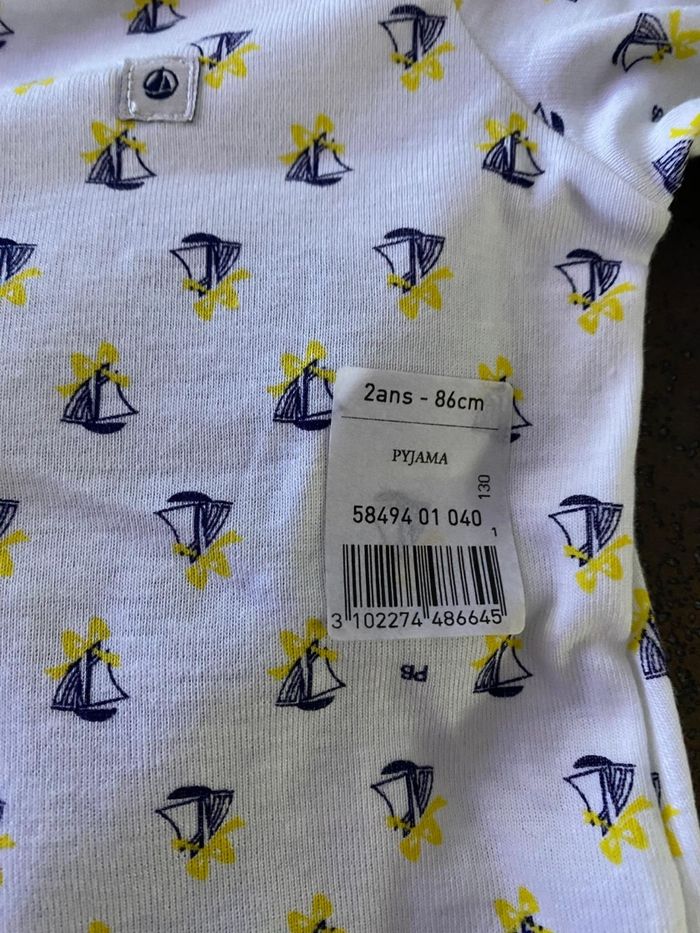 2ans - 86cm
PYJAMA
130
58494 01 040
1
3 102274 486645
PB